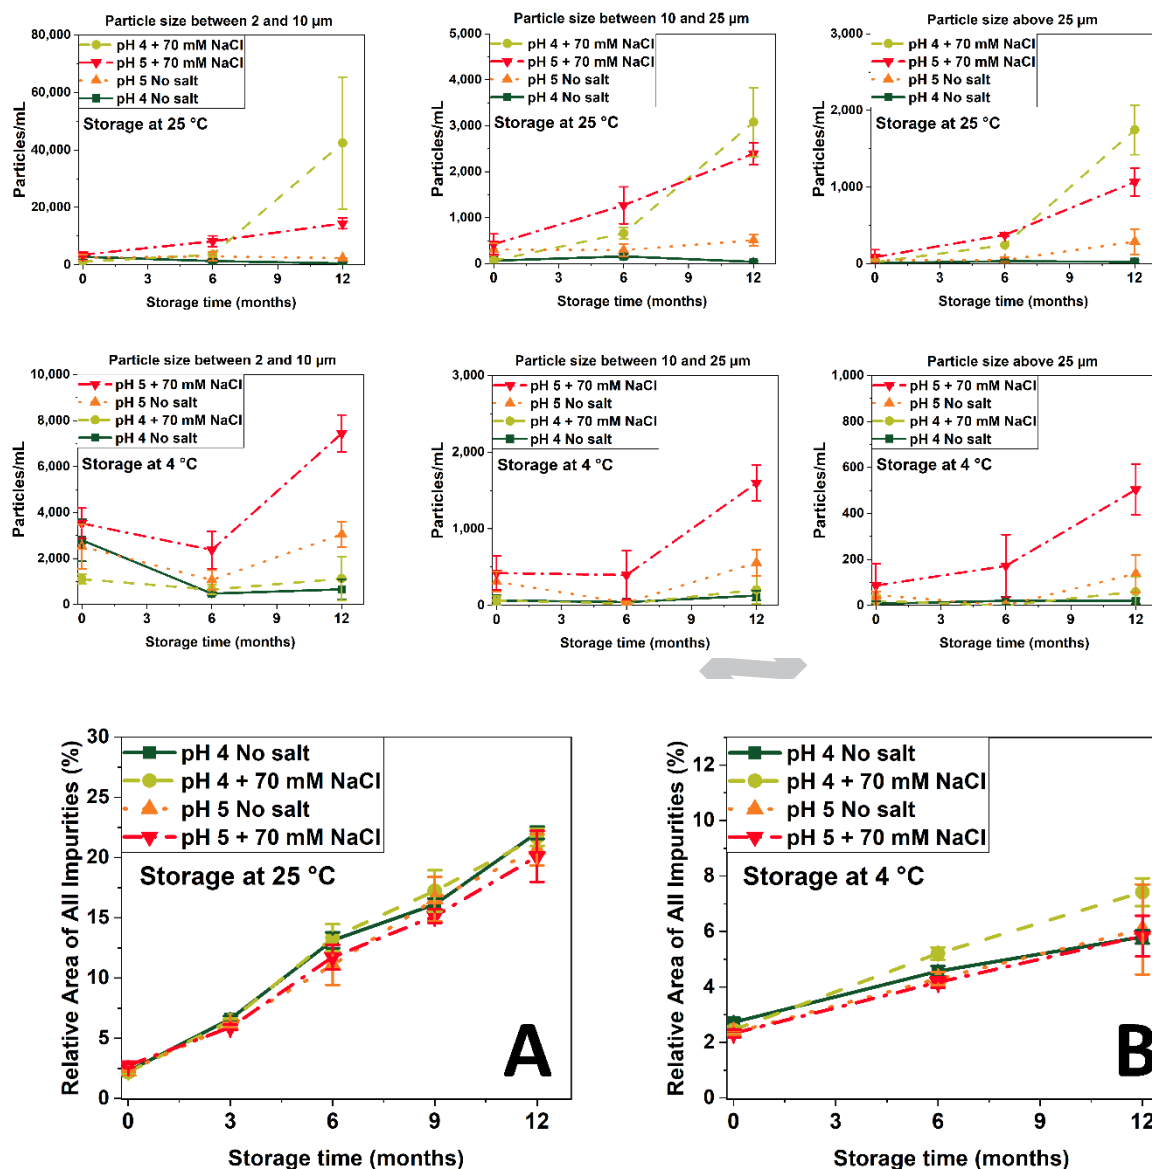 Particle size between 2 and 10 µm
80,000
60,000
40,000
20,000
0
Particles/mL
pH 4 + 70 mM NaCl
pH 5 + 70 mM NaCl
pH 5 No salt
pH 4 No salt
Storage at 25 °C
0 3 6 9 12
Storage time (months)
Particle size between 10 and 25 µm
5,000
4,000
3,000
2,000
1,000
0
Particles/mL
pH 4 + 70 mM NaCl
pH 5 + 70 mM NaCl
pH 5 No salt
pH 4 No salt
Storage at 25 °C
0 3 6 9 12
Storage time (months)
Particle size above 25 µm
3,000
2,000
1,000
0
Particles/mL
pH 4 + 70 mM NaCl
pH 5 + 70 mM NaCl
pH 5 No salt
pH 4 No salt
Storage at 25 °C
0 3 6 9 12
Storage time (months)
Particle size between 2 and 10 µm
10,000
8,000
6,000
4,000
2,000
0
Particles/mL
pH 5 + 70 mM NaCl
pH 5 No salt
pH 4 + 70 mM NaCl
pH 4 No salt
Storage at 4 °C
0 3 6 9 12
Storage time (months)
Particle size between 10 and 25 µm
3,000
2,000
1,000
0
Particles/mL
pH 5 + 70 mM NaCl
pH 5 No salt
pH 4 + 70 mM NaCl
pH 4 No salt
Storage at 4 °C
0 3 6 9 12
Storage time (months)
Particle size above 25 µm
1,000
800
600
400
200
0
Particles/mL
pH 5 + 70 mM NaCl
pH 5 No salt
pH 4 + 70 mM NaCl
pH 4 No salt
Storage at 4 °C
0 3 6 9 12
Storage time (months)
30
25
20
15
10
5
0
Relative Area of All Impurities (%)
pH 4 No salt
pH 4 + 70 mM NaCl
pH 5 No salt
pH 5 + 70 mM NaCl
Storage at 25 °C
A
0 3 6 9 12
Storage time (months)
12
10
8
6
4
2
0
Relative Area of All Impurities (%)
pH 4 No salt
pH 4 + 70 mM NaCl
pH 5 No salt
pH 5 + 70 mM NaCl
Storage at 4 °C
B
0 3 6 9 12
Storage time (months)